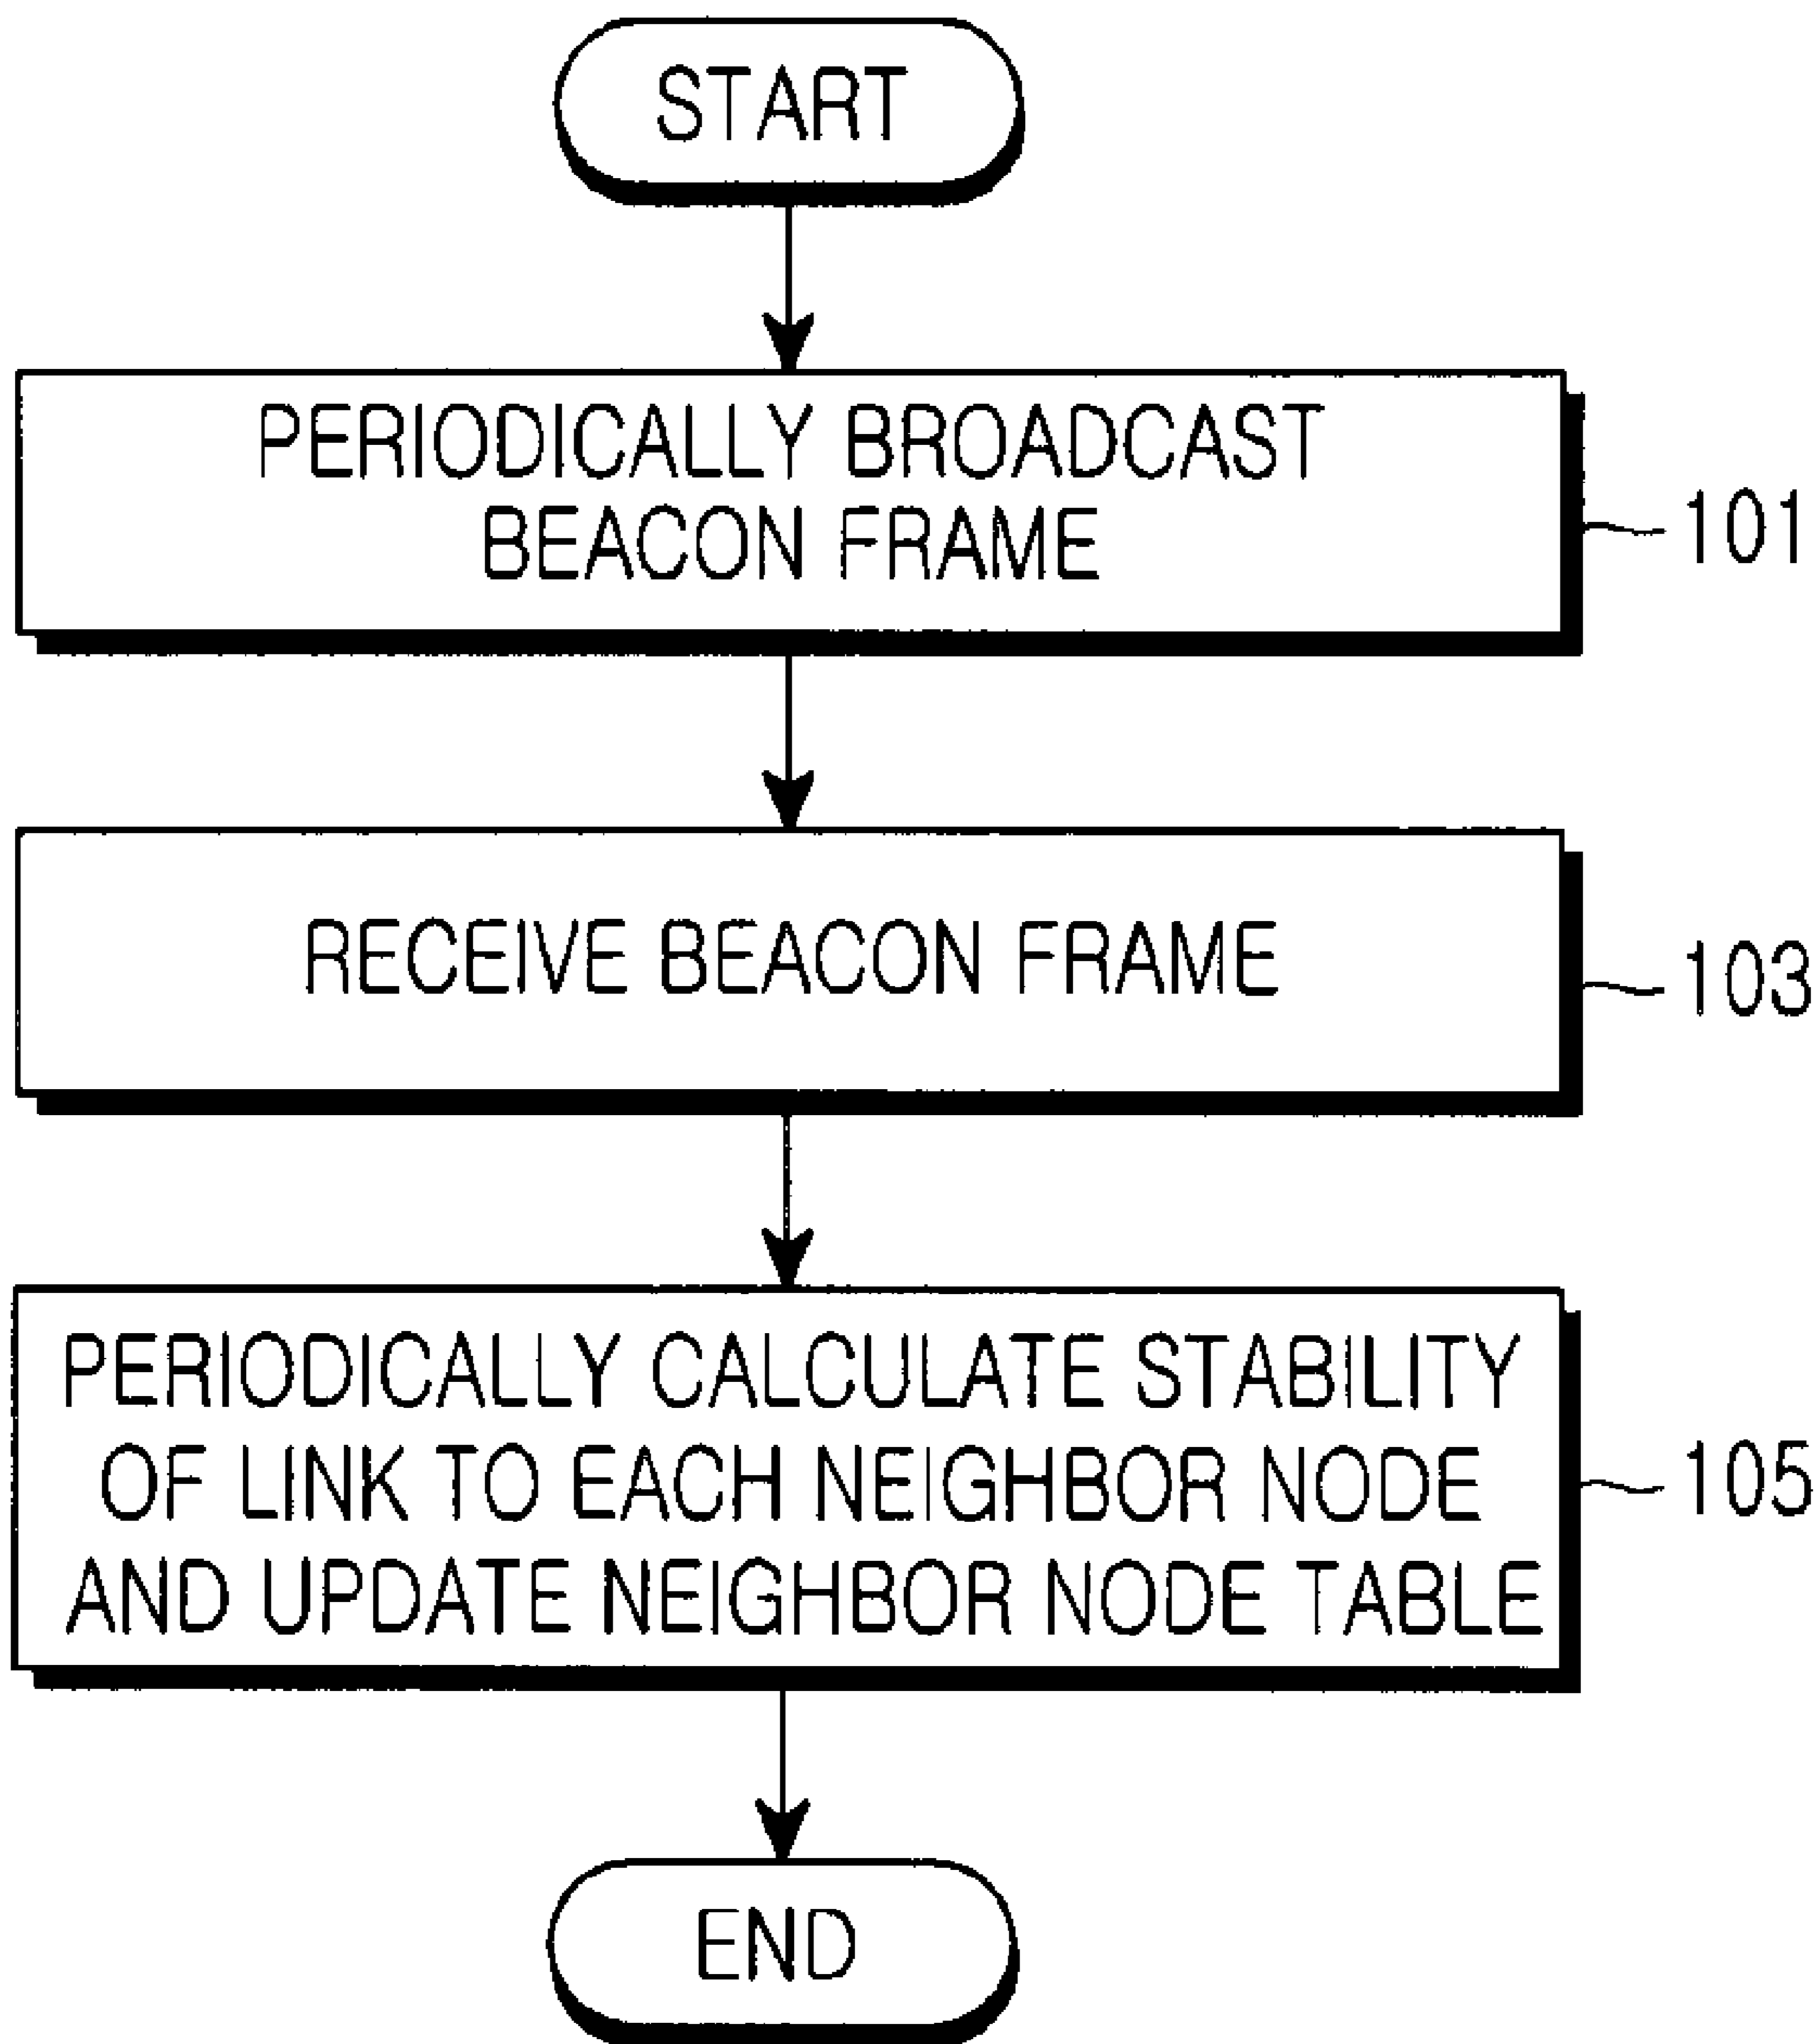 START
PERIODICALLY BROADCAST
BEACON FRAME
101
RECEIVE BEACON FRAME
103
PERIODICALLY CALCULATE STABILITY
OF LINK TO EACH NEIGHBOR NODE
AND UPDATE NEIGHBOR NODE TABLE
105
END